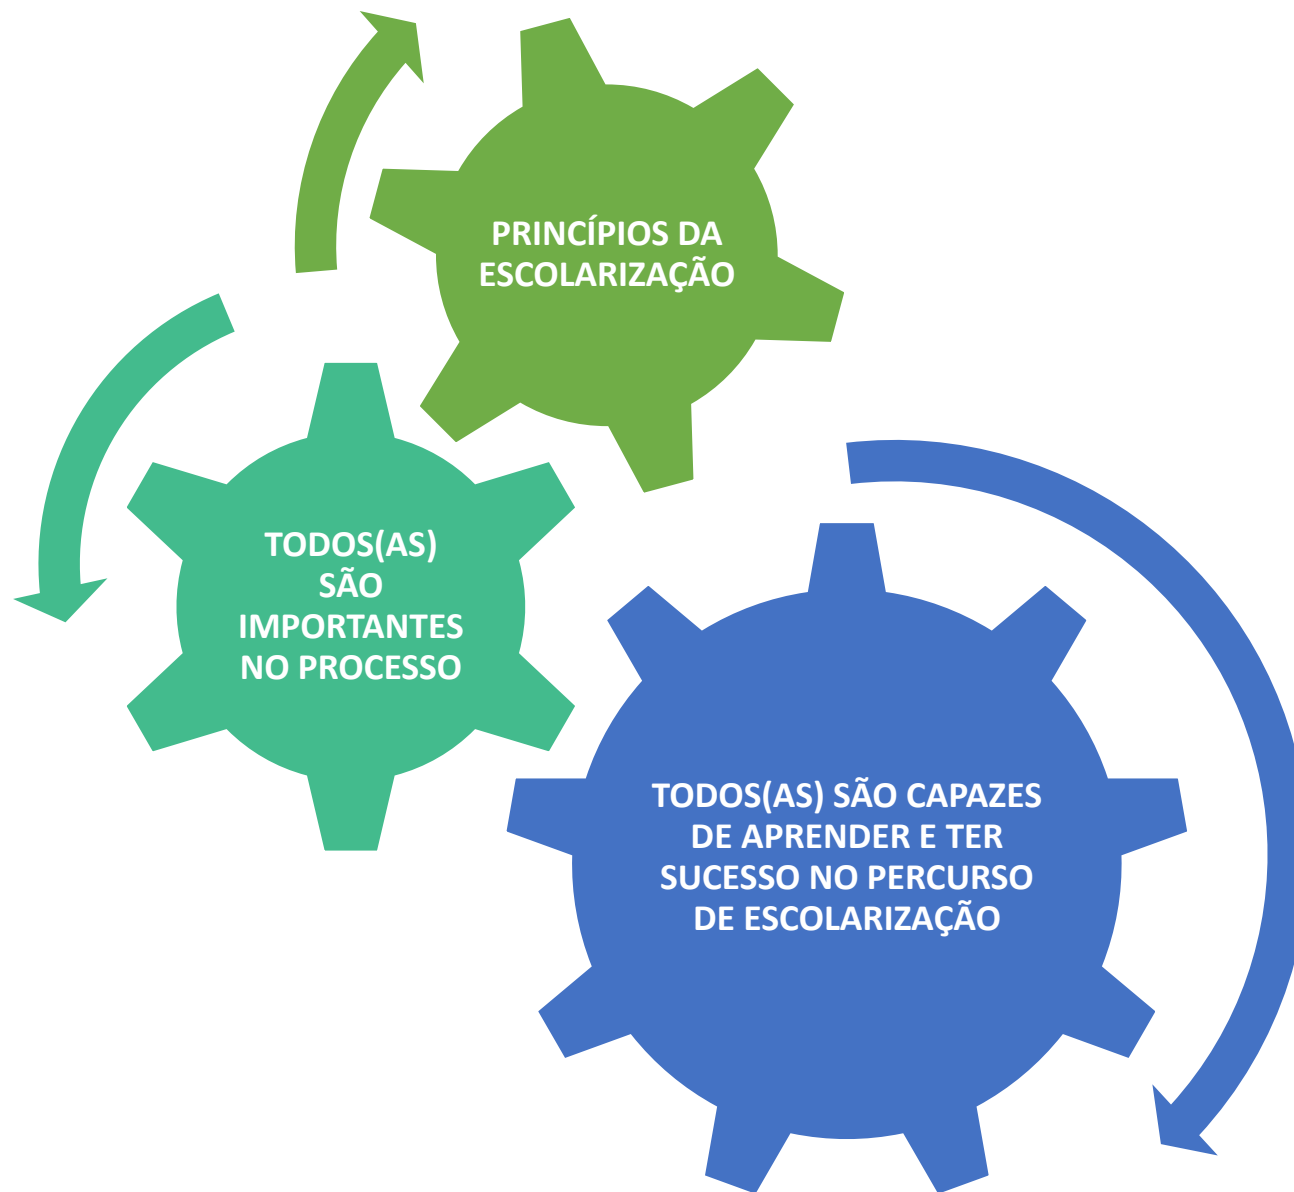 PRINCÍPIOS DA
ESCOLARIZAÇÃO
TODOS(AS)
SÃO
IMPORTANTES
NO PROCESSO
TODOS(AS) SÃO CAPAZES
DE APRENDER E TER
SUCESSO NO PERCURSO
DE ESCOLARIZAÇÃO